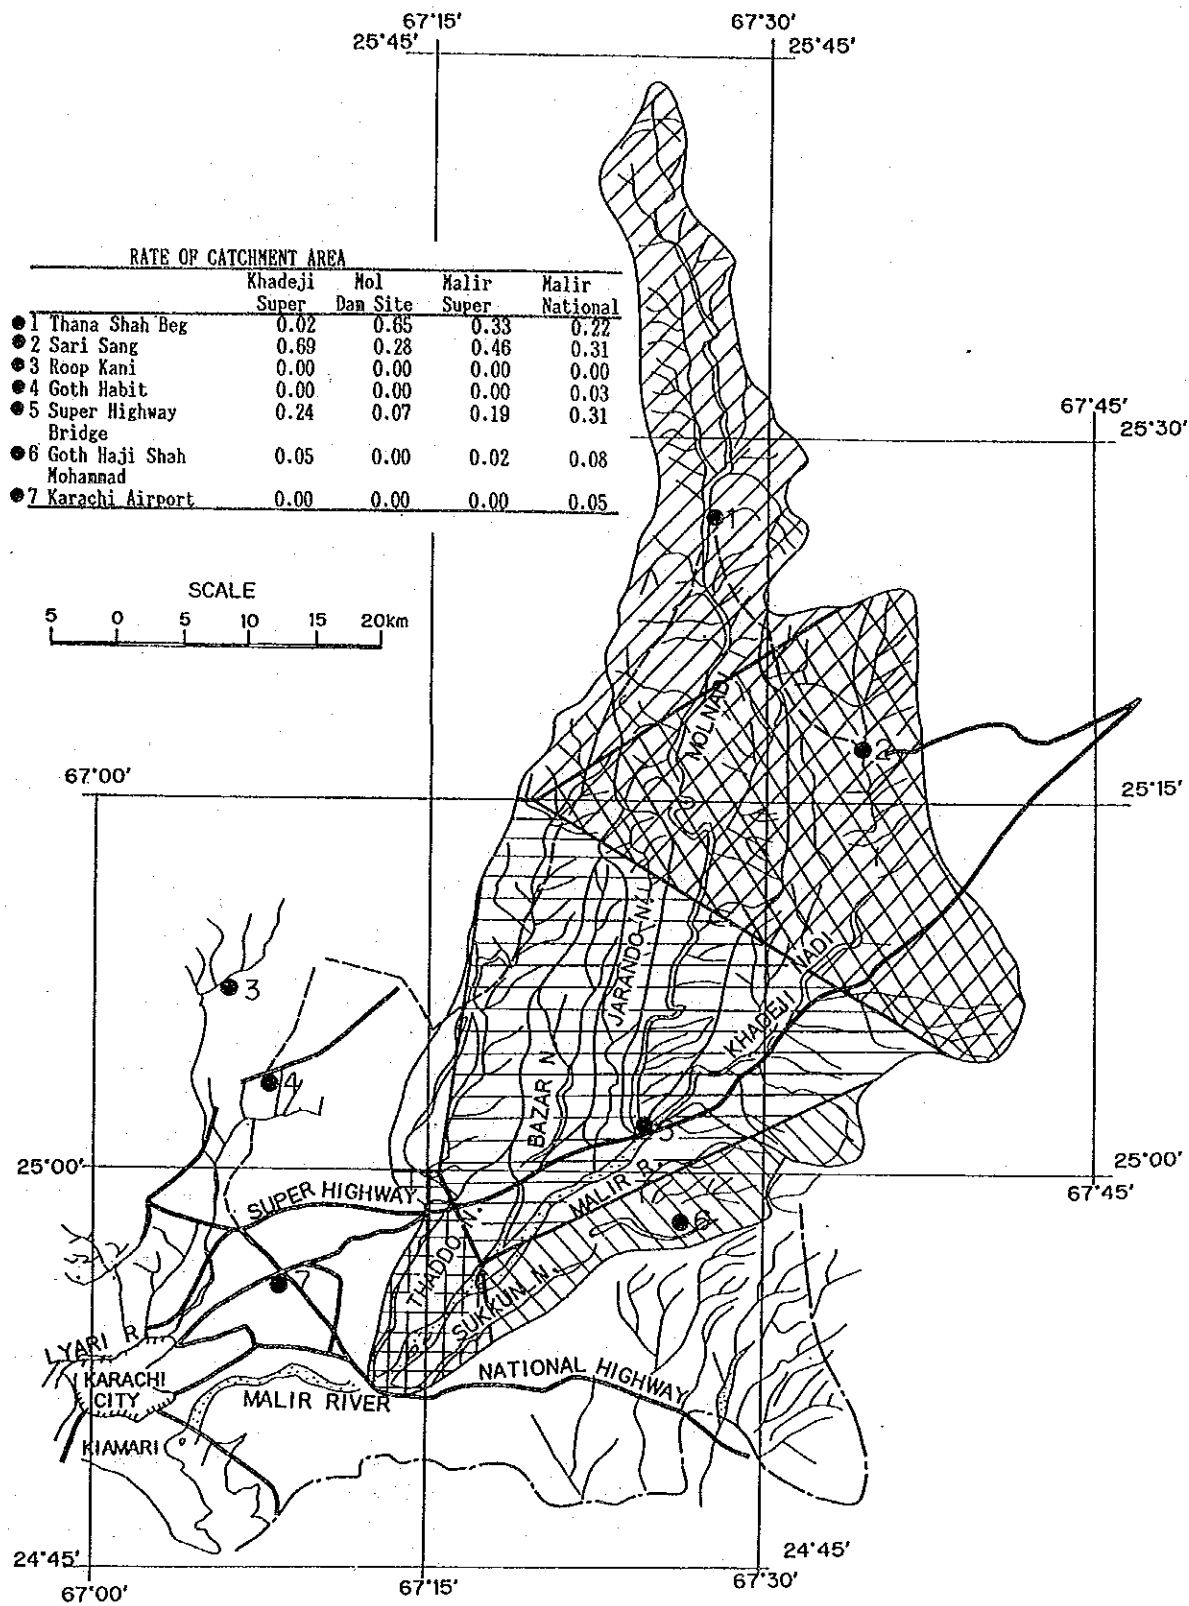 67°15'
67°30'
25°45'
25°45'
RATE OF CATCHMENT AREA
Khadeji Mol Malir Malir
Super Dam Site Super National
1 Thana Shah Beg 0.02 0.65 0.33 0.22
2 Sari Sang 0.69 0.28 0.46 0.31
3 Roop Kani 0.00 0.00 0.00 0.00
4 Goth Habit 0.00 0.00 0.00 0.03
5 Super Highway 0.24 0.07 0.19 0.31
Bridge
6 Goth Haji Shah 0.05 0.00 0.02 0.08
Mohammad
7 Karachi Airport 0.00 0.00 0.00 0.05
67°45'
25°30'
1
SCALE
5 0 5 10 15 20km
MOLNADI
2
67°00'
25°15'
JARANDO N.
KHADEJI NADI
3
4
BAZAR N
5
25°00'
25°00'
67°45'
SUPER HIGHWAY
MALIR R.
THADDO N.
6
7
SUKKUN N.
LYARI R.
KARACHI
CITY
MALIR RIVER
NATIONAL HIGHWAY
KIAMARI
24°45'
24°45'
67°00'
67°15'
67°30'